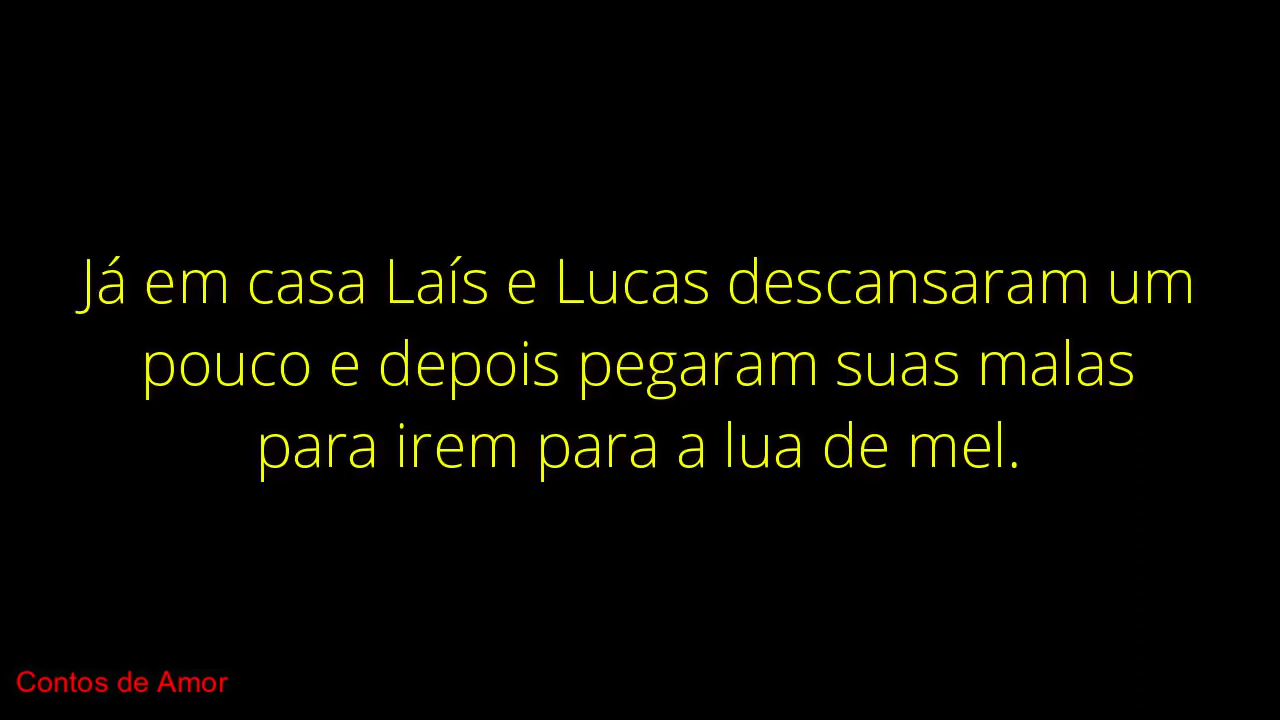 Já em casa Laís e Lucas descansaram um
pouco e depois pegaram suas malas
para irem para a lua de mel.
Contos de Amor